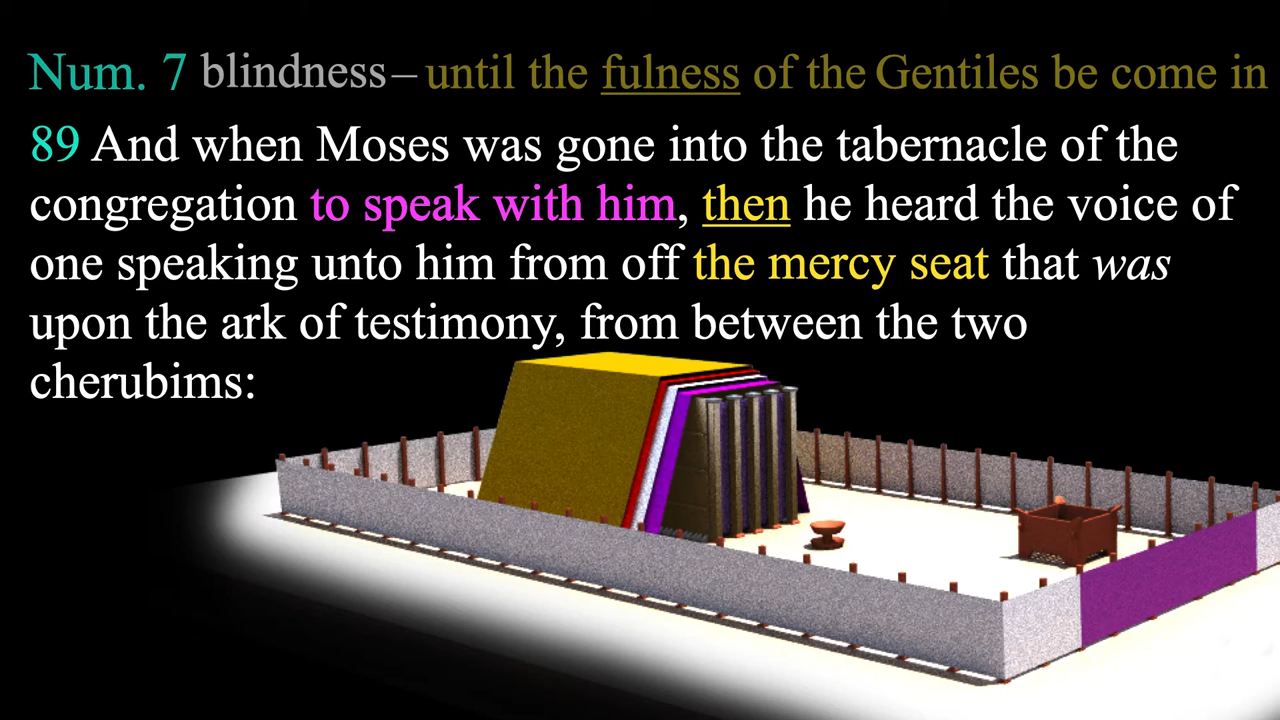 Num. 7 blindness – until the fulness of the Gentiles be come in
89 And when Moses was gone into the tabernacle of the
congregation to speak with him, then he heard the voice of
one speaking unto him from off the mercy seat that was
upon the ark of testimony, from between the two
cherubims: